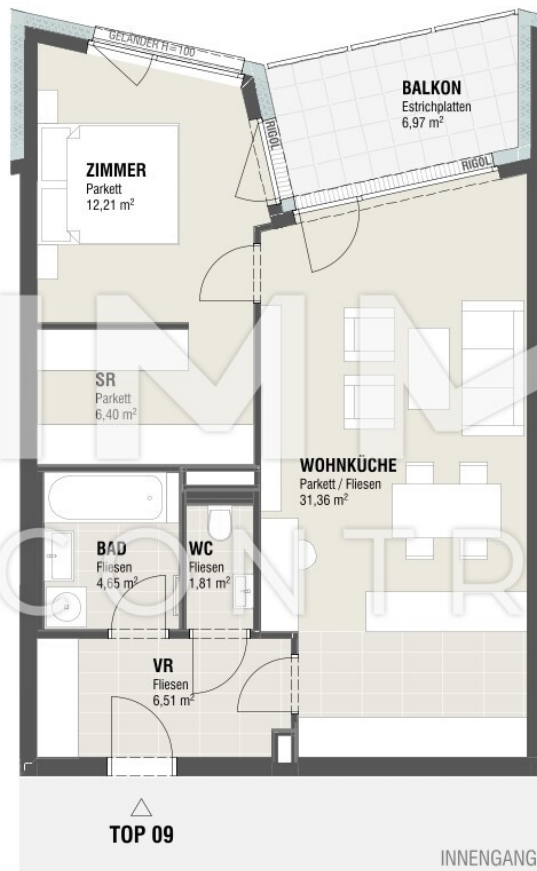 GELÄNDER H=100
BALKON
Estrichplatten
6,97 m²
RIGOL
RIGOL
ZIMMER
Parkett
12,21 m²
IMM
SR
Parkett
6,40 m²
WOHNKÜCHE
Parkett / Fliesen
31,36 m²
BAD
Fliesen
4,65 m²
WC
Fliesen
1,81 m²
CONTR
VR
Fliesen
6,51 m²
TOP 09
INNENGANG